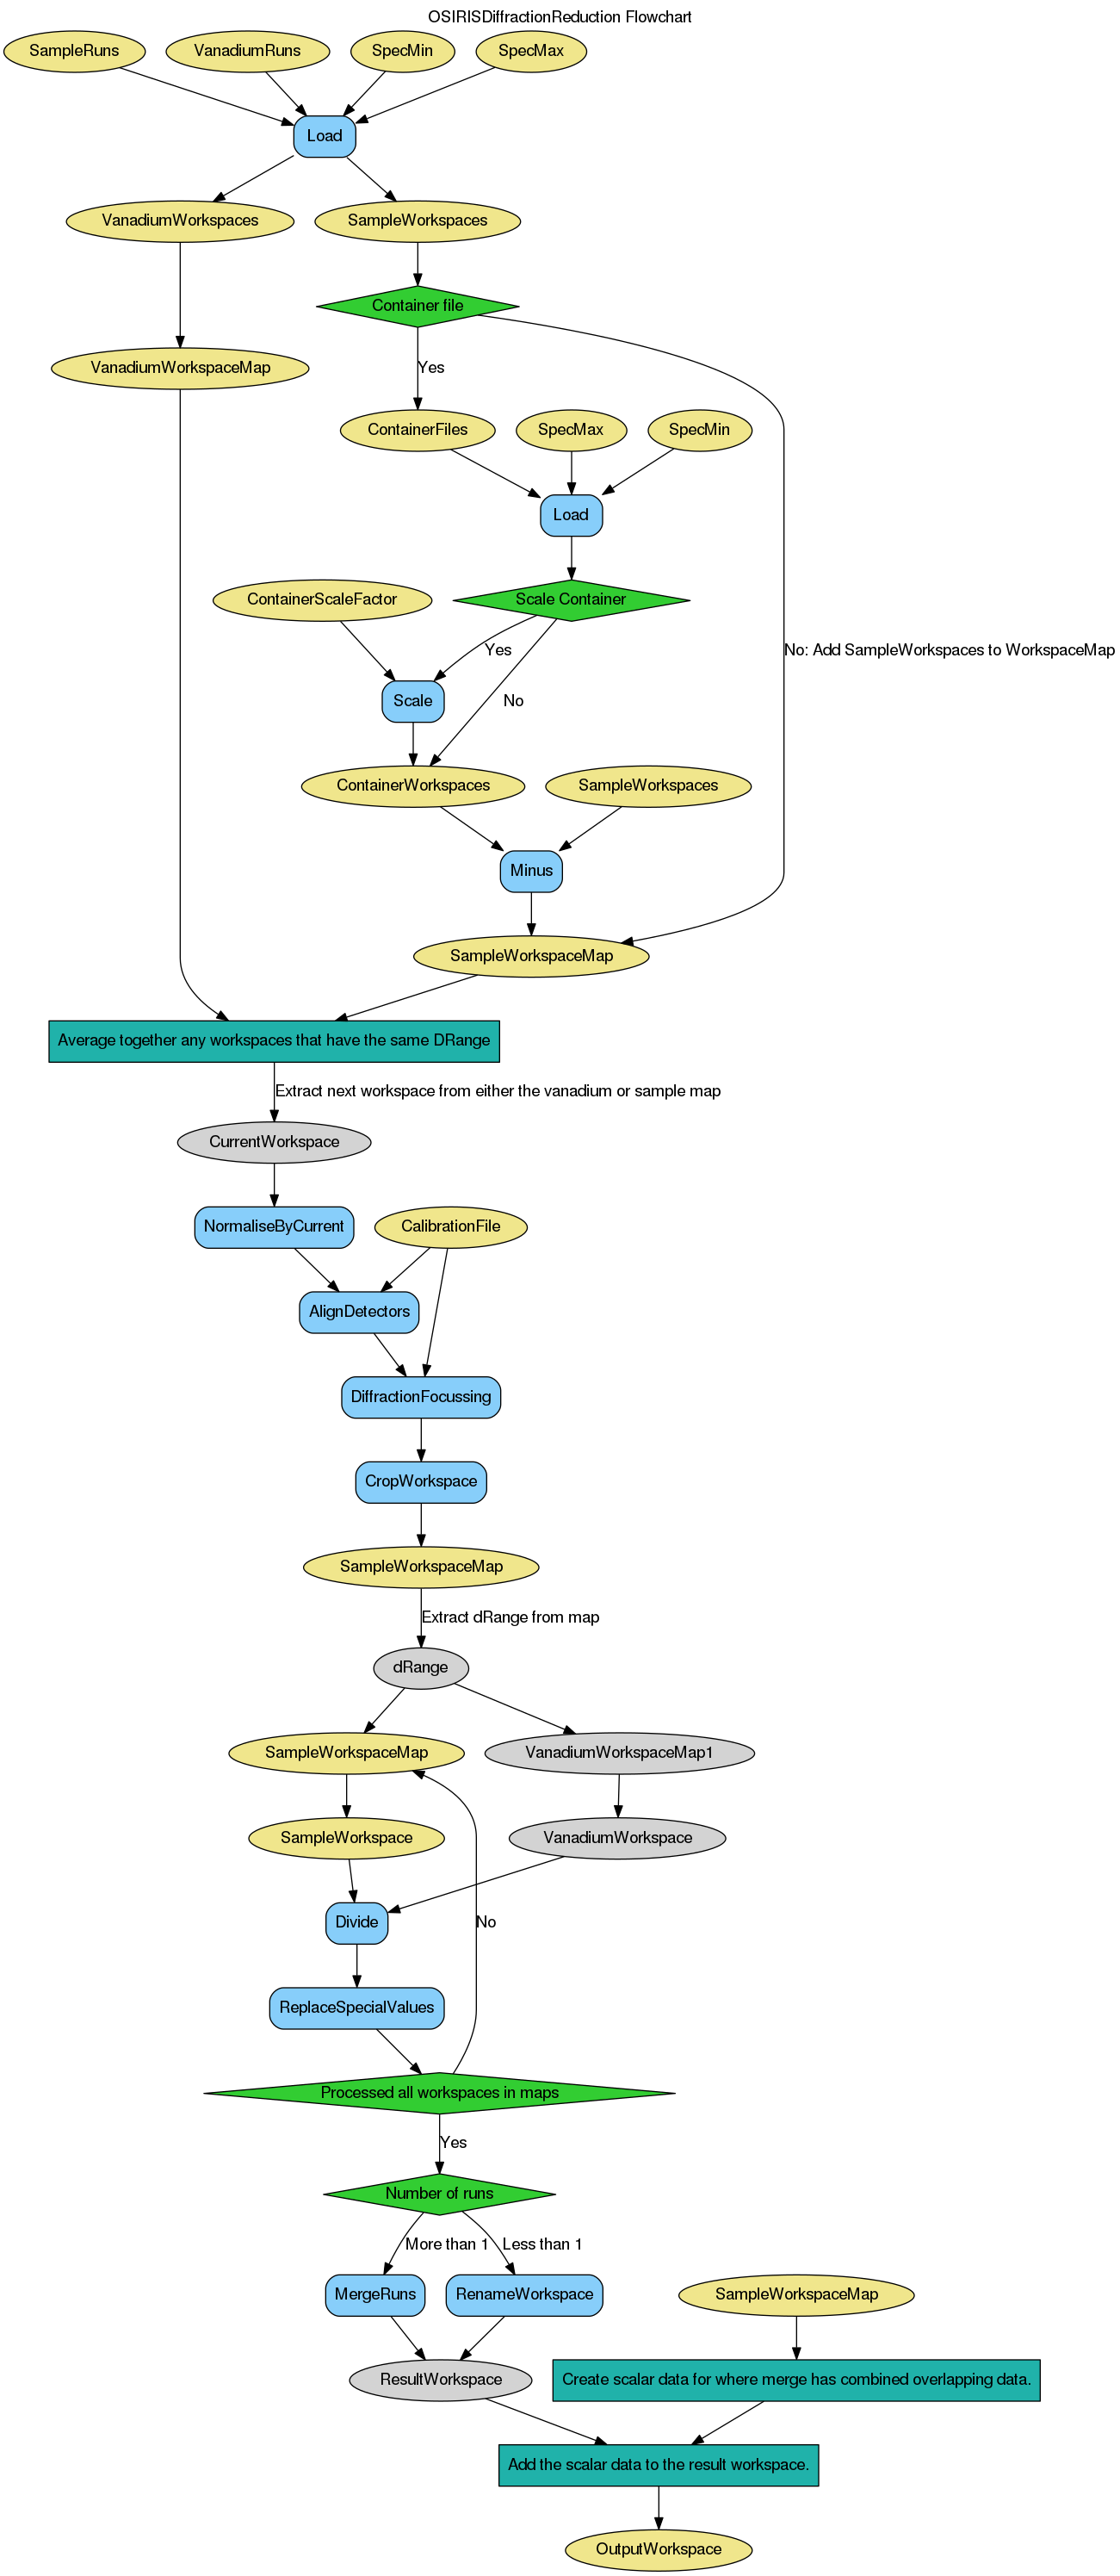 OSIRISDiffractionReduction Flowchart
SampleRuns
VanadiumRuns
SpecMin
SpecMax
Load
VanadiumWorkspaces
SampleWorkspaces
Container file
VanadiumWorkspaceMap
Yes
ContainerFiles
SpecMax
SpecMin
Load
ContainerScaleFactor
Scale Container
Yes
No: Add SampleWorkspaces to WorkspaceMap
Scale
No
ContainerWorkspaces
SampleWorkspaces
Minus
SampleWorkspaceMap
Average together any workspaces that have the same DRange
Extract next workspace from either the vanadium or sample map
CurrentWorkspace
NormaliseByCurrent
CalibrationFile
AlignDetectors
DiffractionFocussing
CropWorkspace
SampleWorkspaceMap
Extract dRange from map
dRange
SampleWorkspaceMap
VanadiumWorkspaceMap1
SampleWorkspace
VanadiumWorkspace
Divide
No
ReplaceSpecialValues
Processed all workspaces in maps
Yes
Number of runs
More than 1
Less than 1
MergeRuns
RenameWorkspace
SampleWorkspaceMap
ResultWorkspace
Create scalar data for where merge has combined overlapping data.
Add the scalar data to the result workspace.
OutputWorkspace